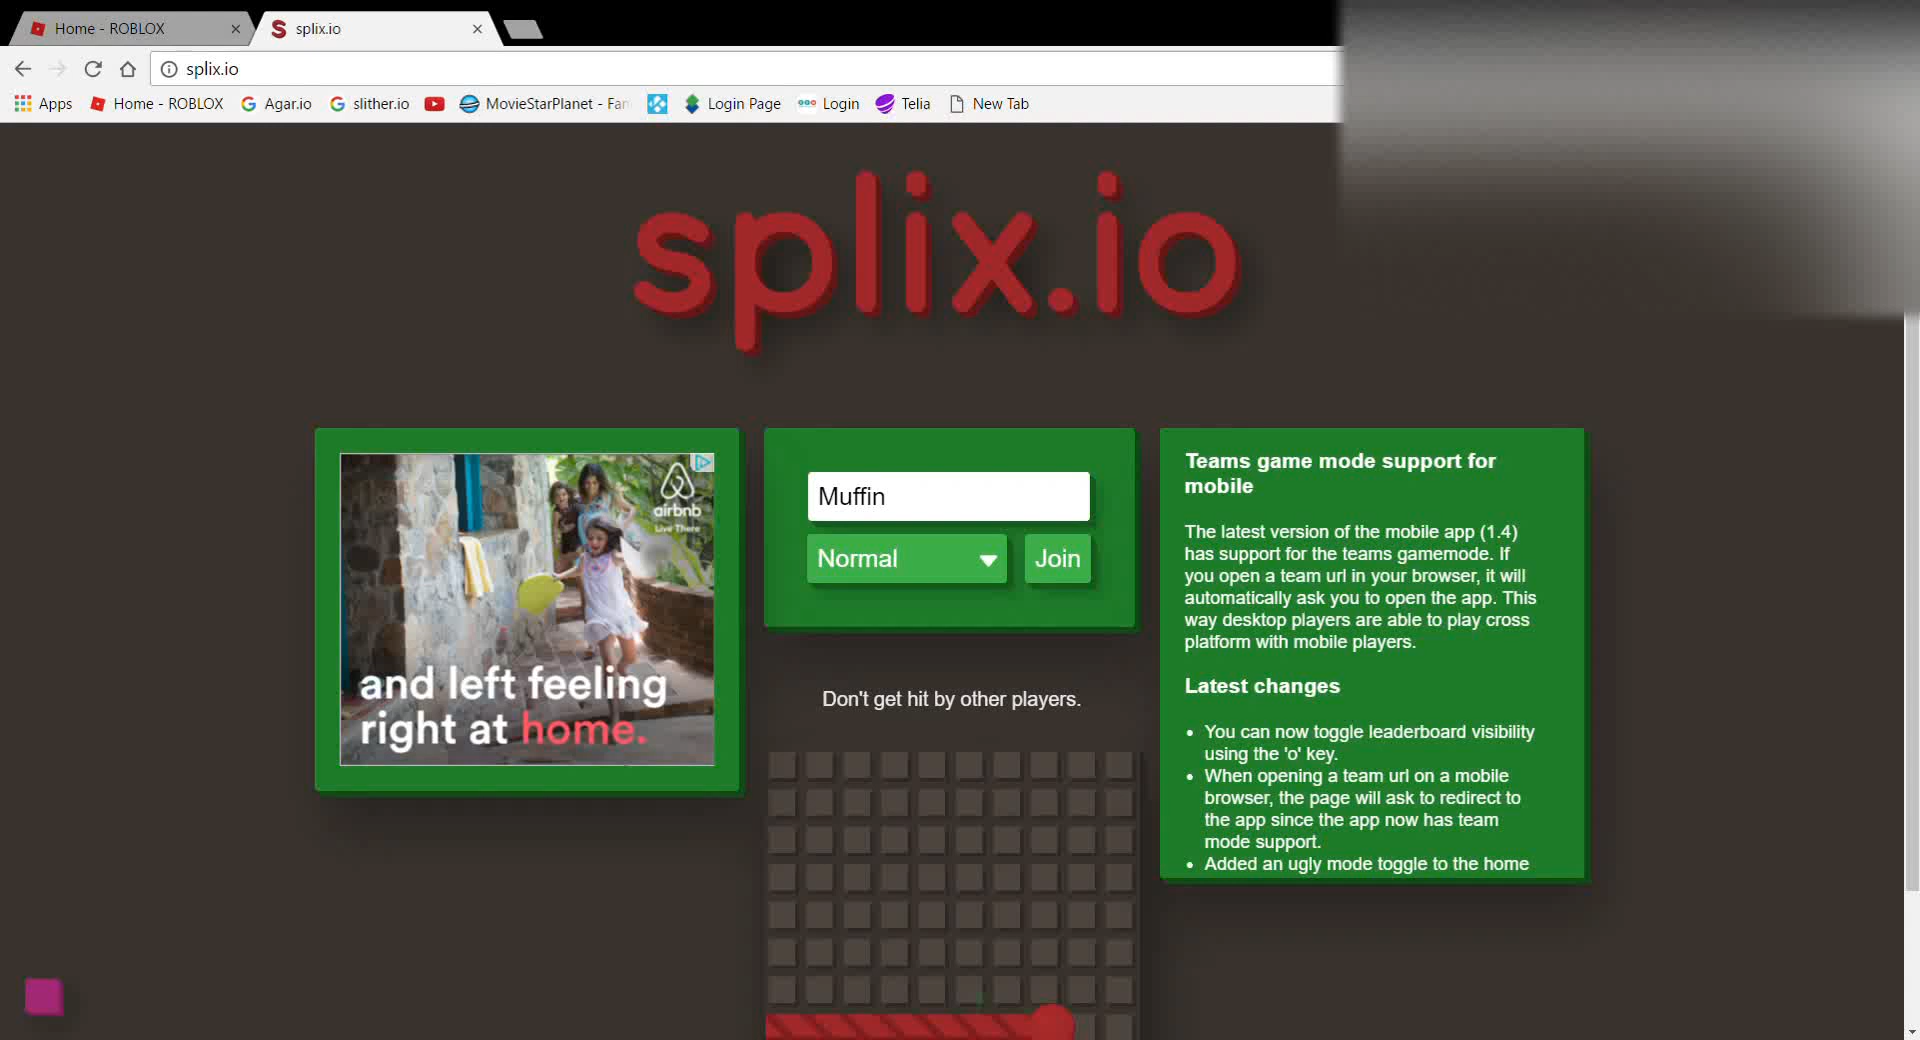 Home - ROBLOX
splix.io
splix.io
Apps
Home - ROBLOX
Agar.io
slither.io
MovieStarPlanet - Fan
Login Page
Login
Telia
New Tab
splix.io
airbnb
Live There
and left feeling
right at home.
Muffin
Normal
Join
Don't get hit by other players.
Teams game mode support for
mobile
The latest version of the mobile app (1.4)
has support for the teams gamemode. If
you open a team url in your browser, it will
automatically ask you to open the app. This
way desktop players are able to play cross
platform with mobile players.
Latest changes
You can now toggle leaderboard visibility
using the 'o' key.
When opening a team url on a mobile
browser, the page will ask to redirect to
the app since the app now has team
mode support.
Added an ugly mode toggle to the home